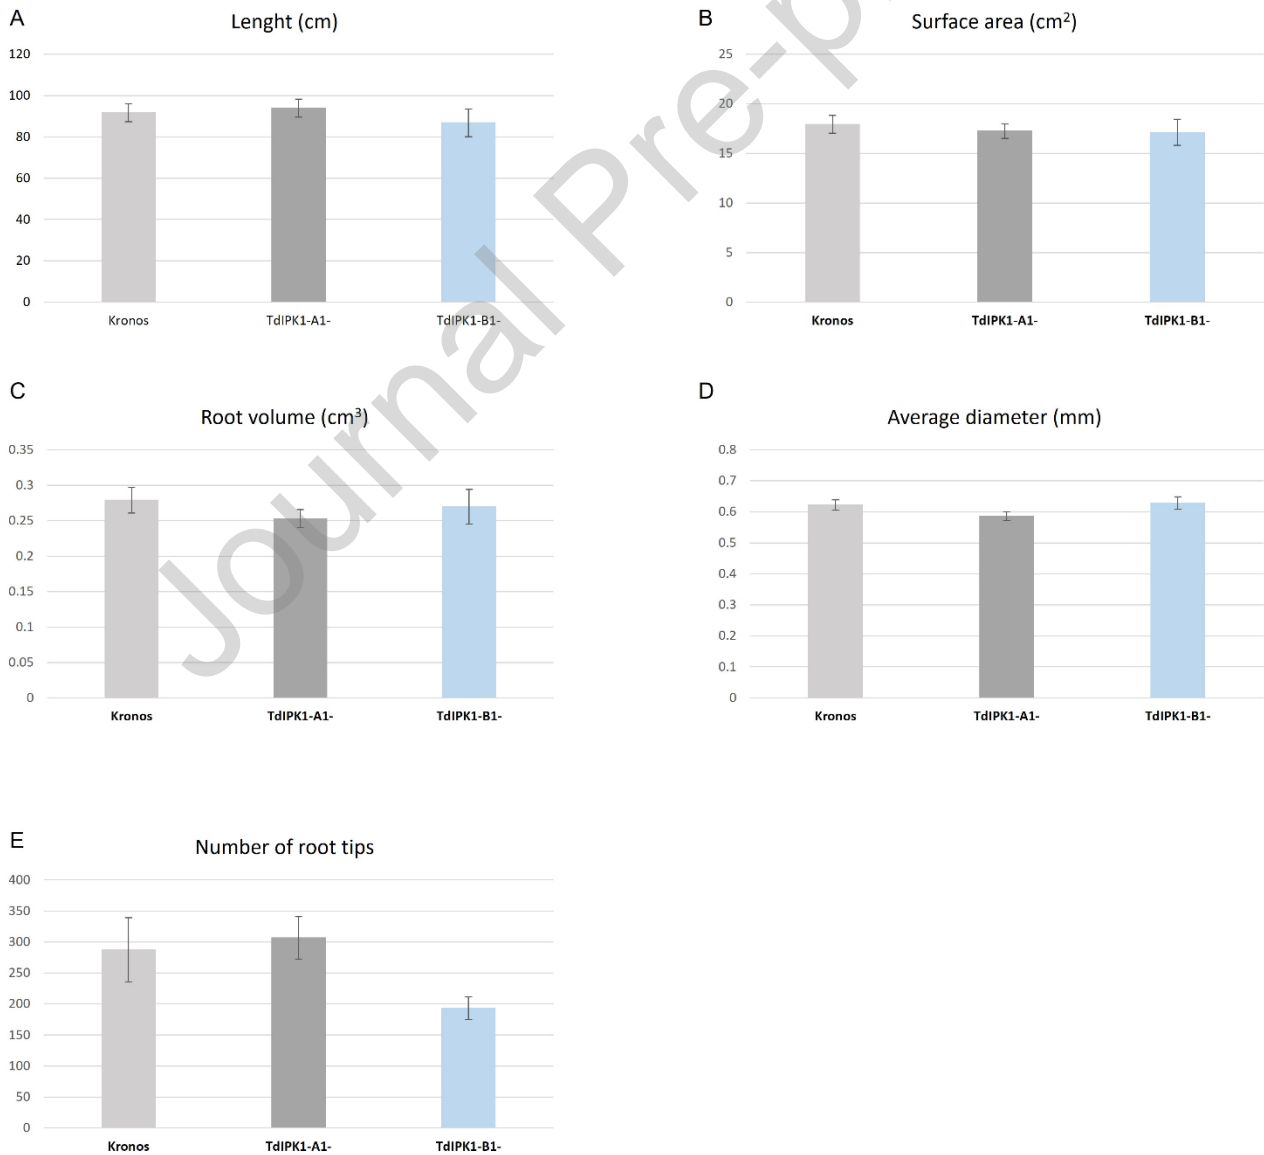 A
Lenght (cm)
120
100
80
60
40
20
0
Kronos TdIPK1-A1- TdIPK1-B1-
B
Surface area (cm²)
25
20
15
10
5
0
Kronos TdIPK1-A1- TdIPK1-B1-
C
Root volume (cm³)
0.35
0.3
0.25
0.2
0.15
0.1
0.05
0
Kronos TdIPK1-A1- TdIPK1-B1-
D
Average diameter (mm)
0.8
0.7
0.6
0.5
0.4
0.3
0.2
0.1
0
Kronos TdIPK1-A1- TdIPK1-B1-
E
Number of root tips
400
350
300
250
200
150
100
50
0
Kronos TdIPK1-A1- TdIPK1-B1-
Journal Pre-p